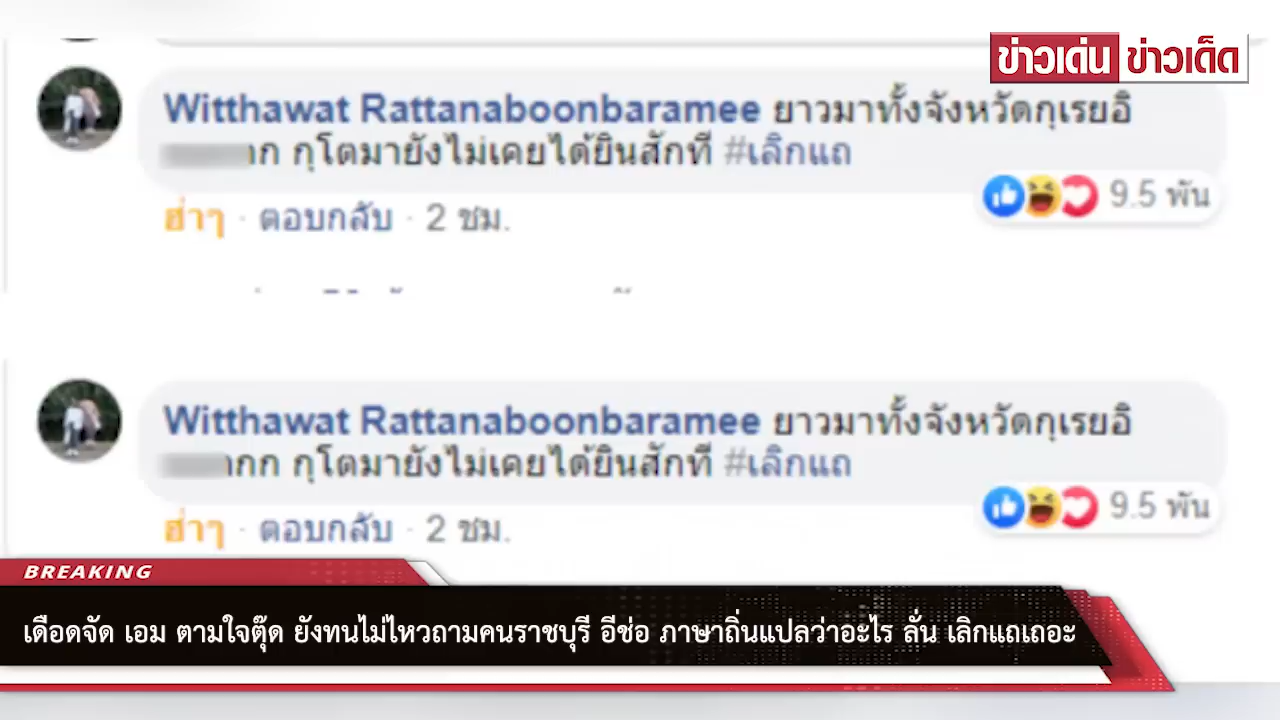 ข่าวเด่น ข่าวเด็ด
Witthawat Rattanaboonbaramee ยาวมาทั้งจังหวัดกุเรยอิ
าก กุโตมายังไม่เคยได้ยินสักที #เลิกแถ
9.5 พัน
ฮ่าๆ · ตอบกลับ · 2 ชม.
Witthawat Rattanaboonbaramee ยาวมาทั้งจังหวัดกุเรยอิ
ากก กุโตมายังไม่เคยได้ยินสักที #เลิกแถ
9.5 พัน
ฮ่าๆ · ตอบกลับ · 2 ชม.
BREAKING
เดือดจัด เอม ตามใจตุ๊ด ยังทนไม่ไหวถามคนราชบุรี อีช่อ ภาษาถิ่นแปลว่าอะไร ลั่น เลิกแถเถอะ